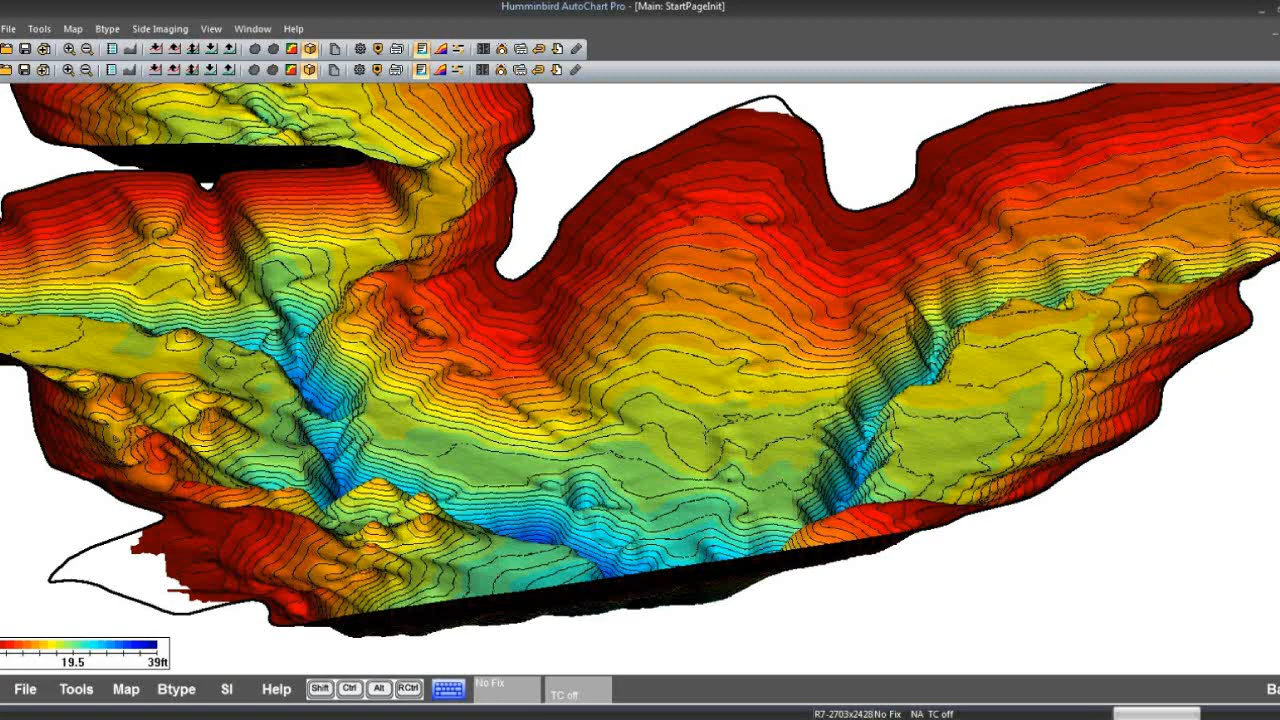 Humminbird AutoChart Pro - [Main: StartPageInit]
File Tools Map Btype Side Imaging View Window Help
19.5 39ft
File Tools Map Btype SI Help Shift Ctrl Alt RCtrl No Fix TC off
R7-2703x2428 No Fix NA TC off